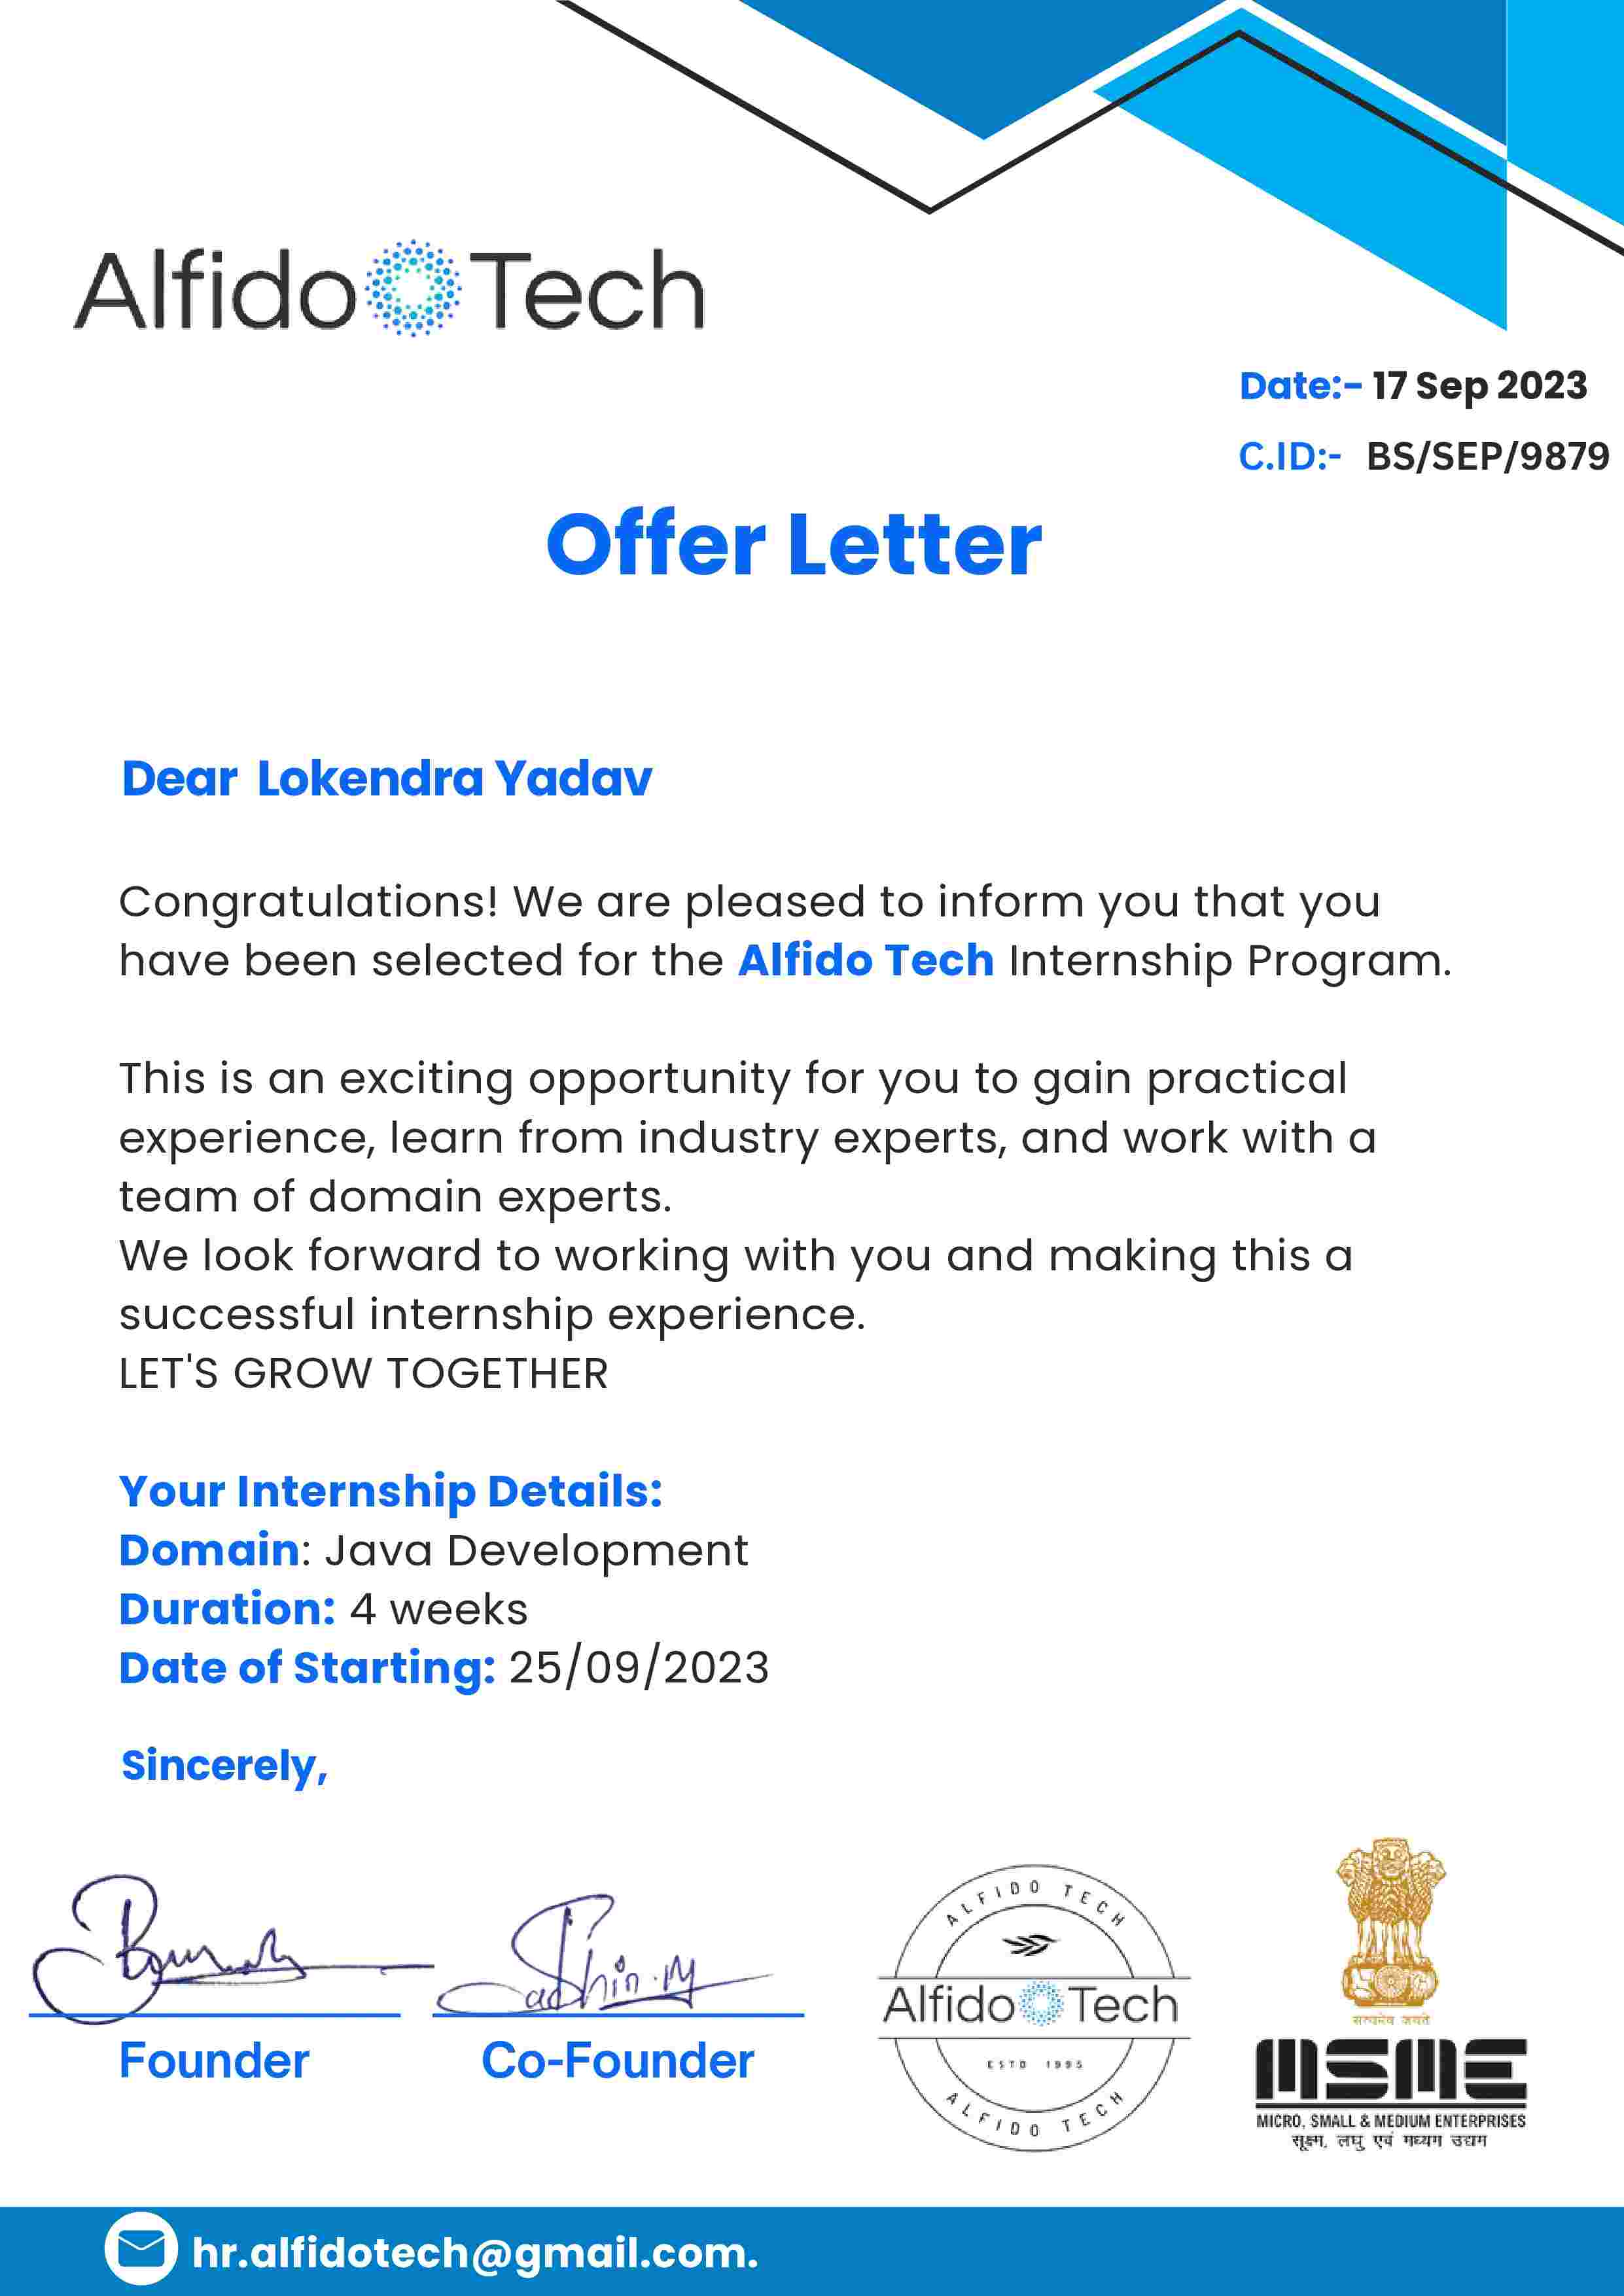 Alfido Tech
Date:- 17 Sep 2023
C.ID:- BS/SEP/9879
Offer Letter
Dear Lokendra Yadav
Congratulations! We are pleased to inform you that you
have been selected for the Alfido Tech Internship Program.
This is an exciting opportunity for you to gain practical
experience, learn from industry experts, and work with a
team of domain experts.
We look forward to working with you and making this a
successful internship experience.
LET'S GROW TOGETHER
Your Internship Details:
Domain: Java Development
Duration: 4 weeks
Date of Starting: 25/09/2023
Sincerely,
Sachin.M
Founder
Co-Founder
ALFIDO TECH
Alfido Tech
ESTD 1995
ALFIDO TECH
सत्यमेव जयते
MSME
MICRO, SMALL & MEDIUM ENTERPRISES
सूक्ष्म, लघु एवं मध्यम उद्यम
hr.alfidotech@gmail.com.